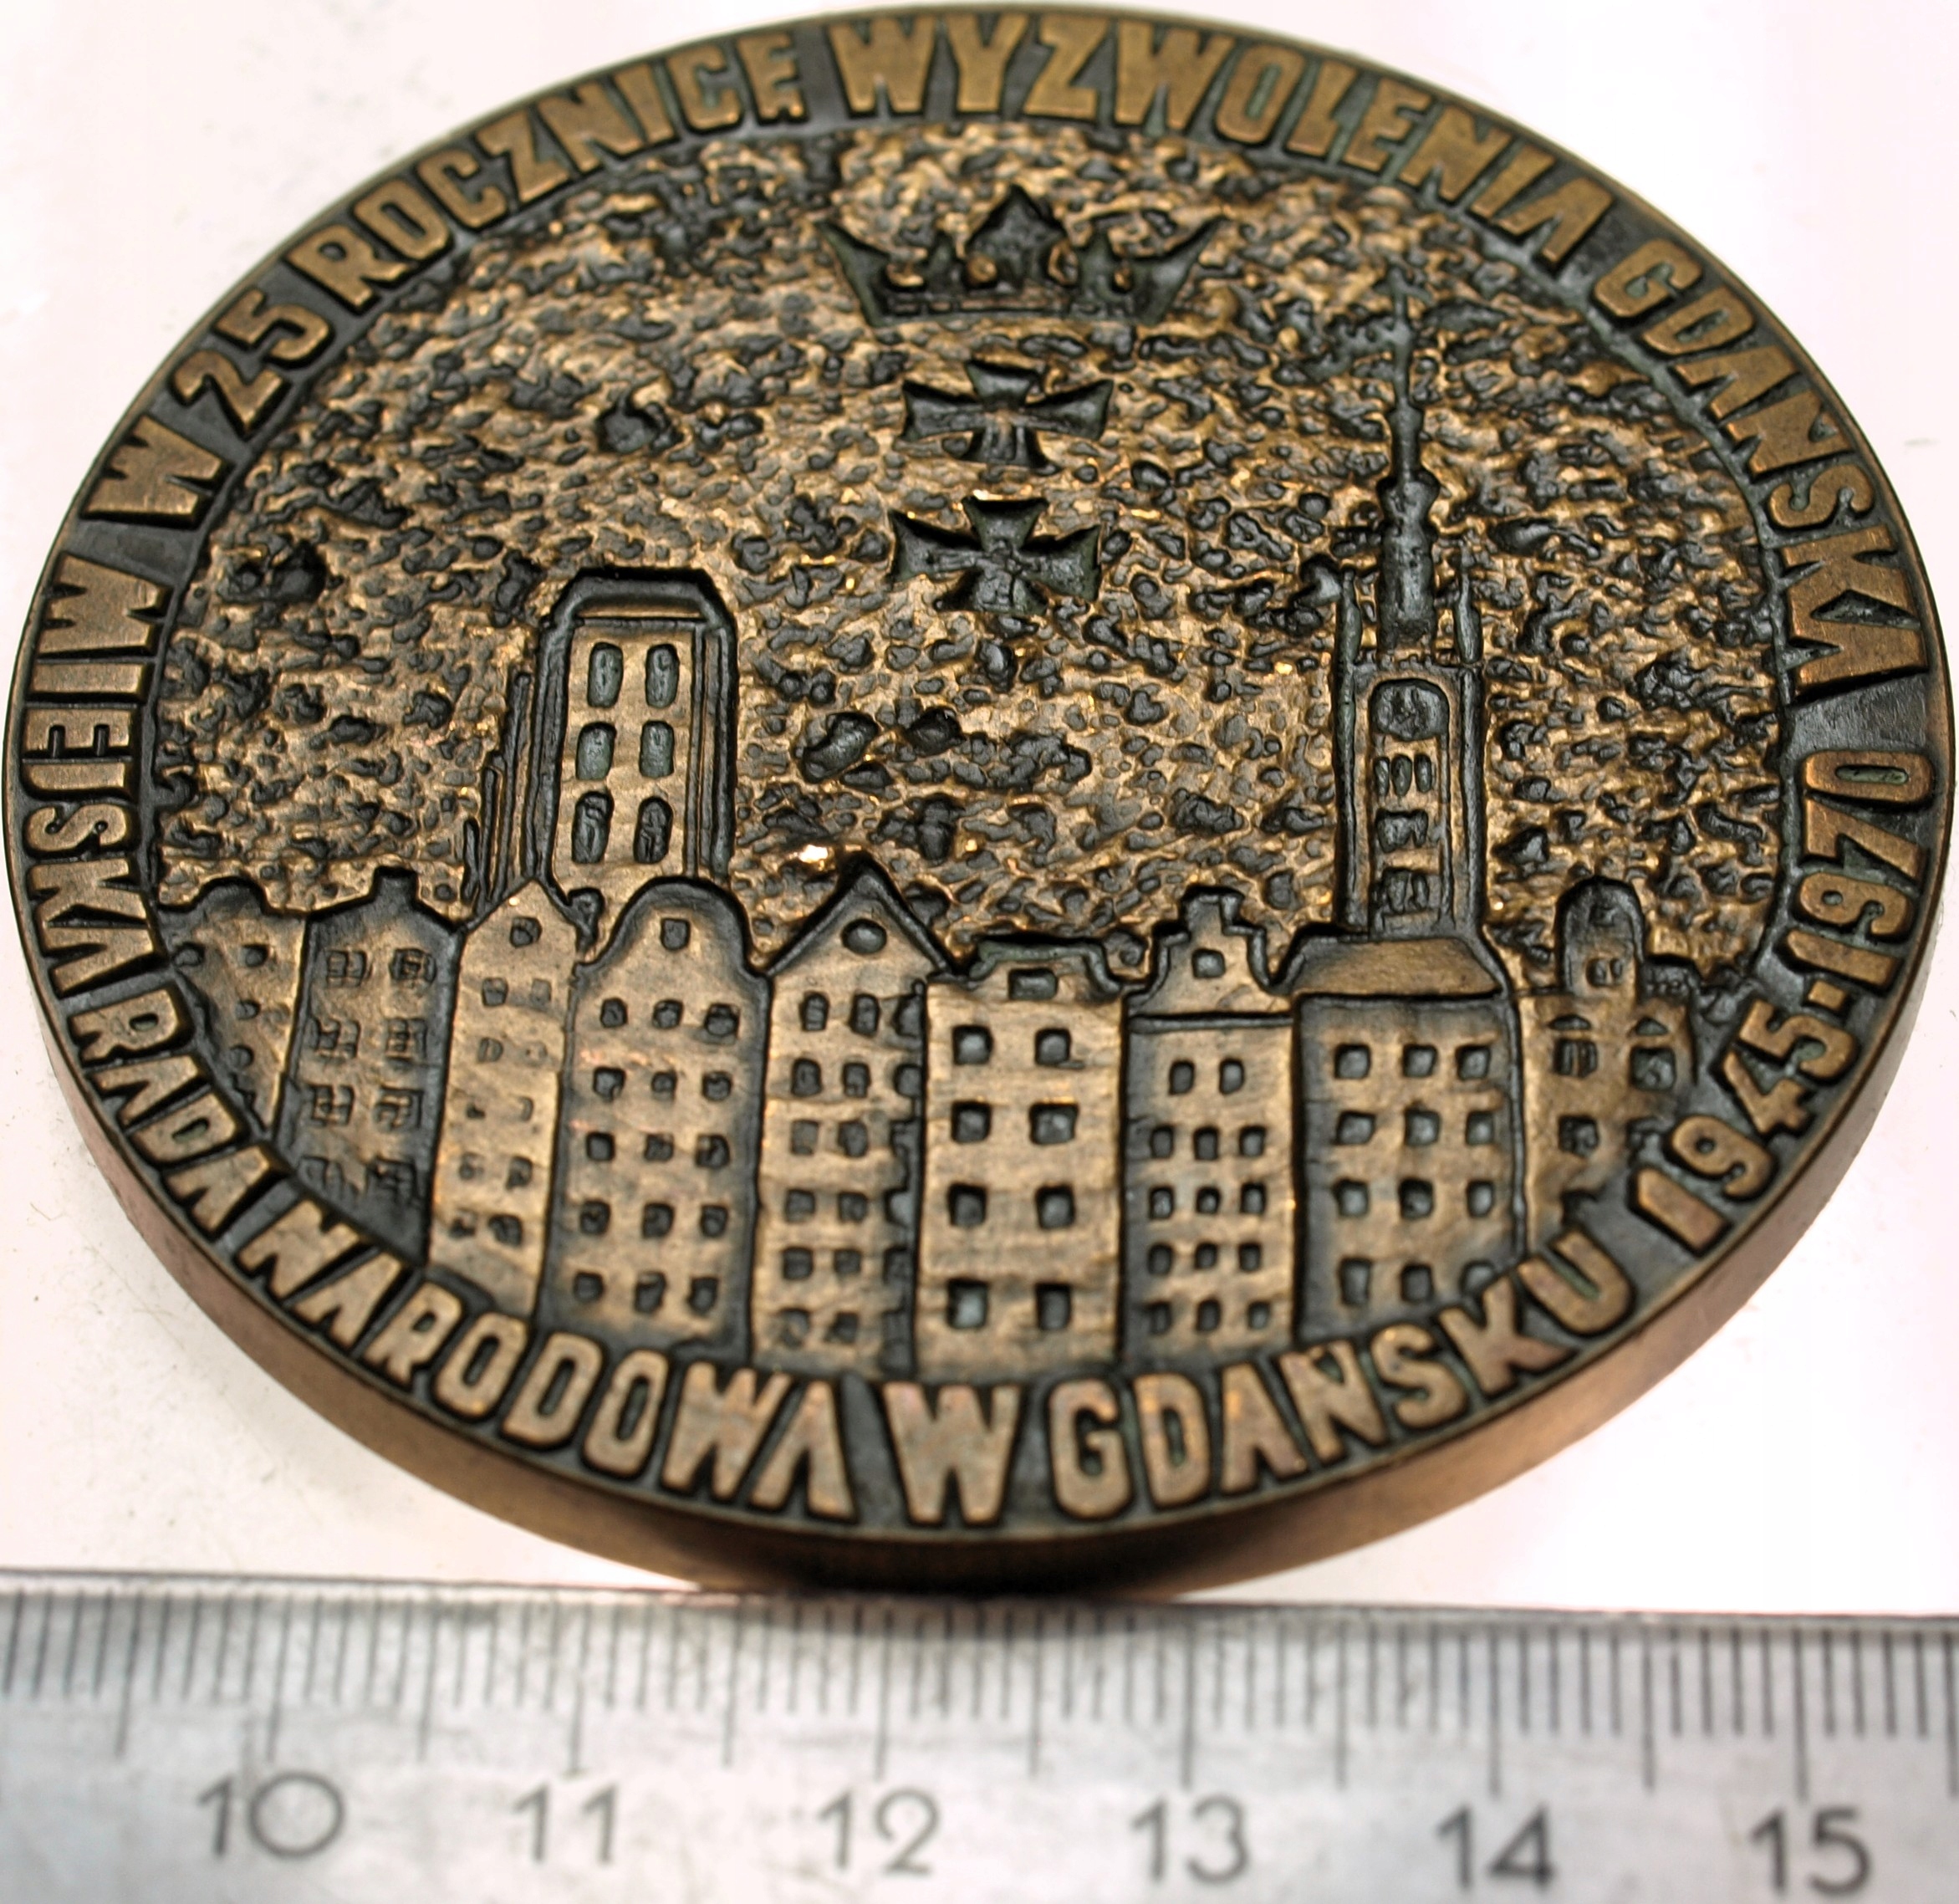 W 25 ROCZNICĘ WYZWOLENIA GDAŃSKA 1945-1970
MIEJSKA RADA NARODOWA W GDAŃSKU
10 11 12 13 14 15